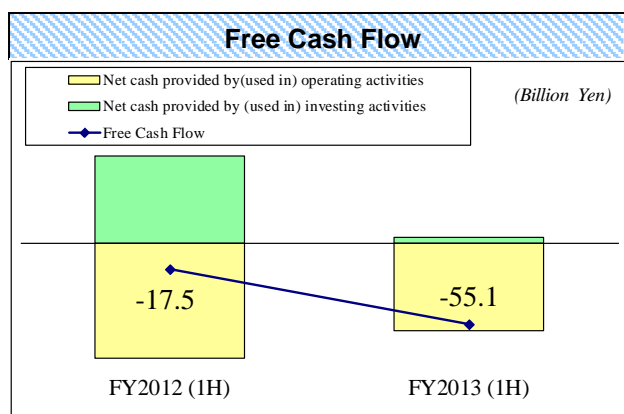 Free Cash Flow
Net cash provided by(used in) operating activities
Net cash provided by (used in) investing activities
Free Cash Flow
(Billion Yen)
-17.5
-55.1
FY2012 (1H)
FY2013 (1H)